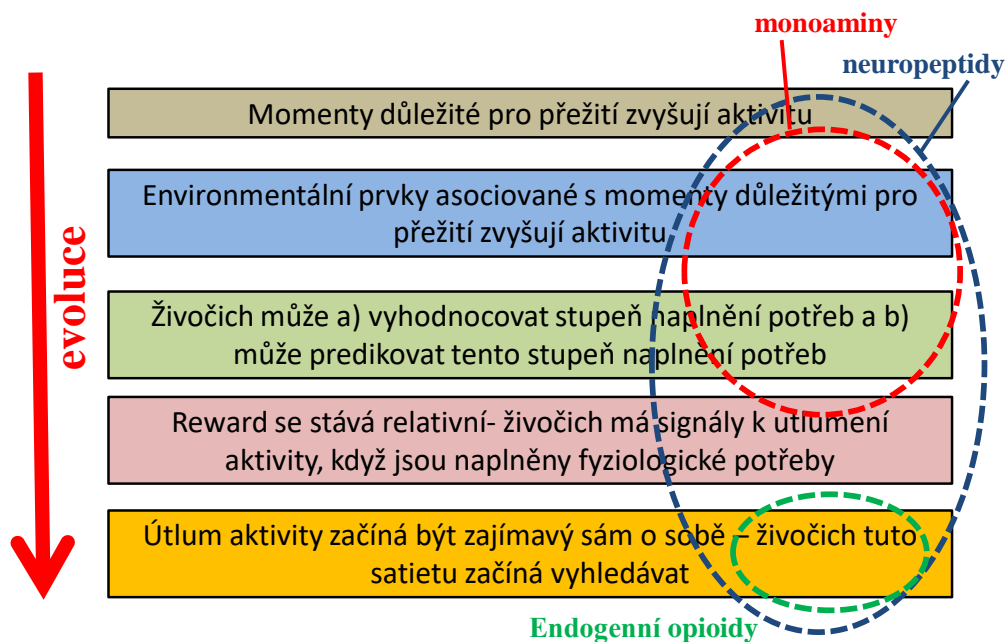 monoaminy
neuropeptidy
Momenty důležité pro přežití zvyšují aktivitu
Environmentální prvky asociované s momenty důležitými pro
přežití zvyšují aktivitu
evoluce
Živočich může a) vyhodnocovat stupeň naplnění potřeb a b)
může predikovat tento stupeň naplnění potřeb
Reward se stává relativní- živočich má signály k utlumení
aktivity, když jsou naplněny fyziologické potřeby
Útlum aktivity začíná být zajímavý sám o sobě – živočich tuto
satietu začíná vyhledávat
Endogenní opioidy